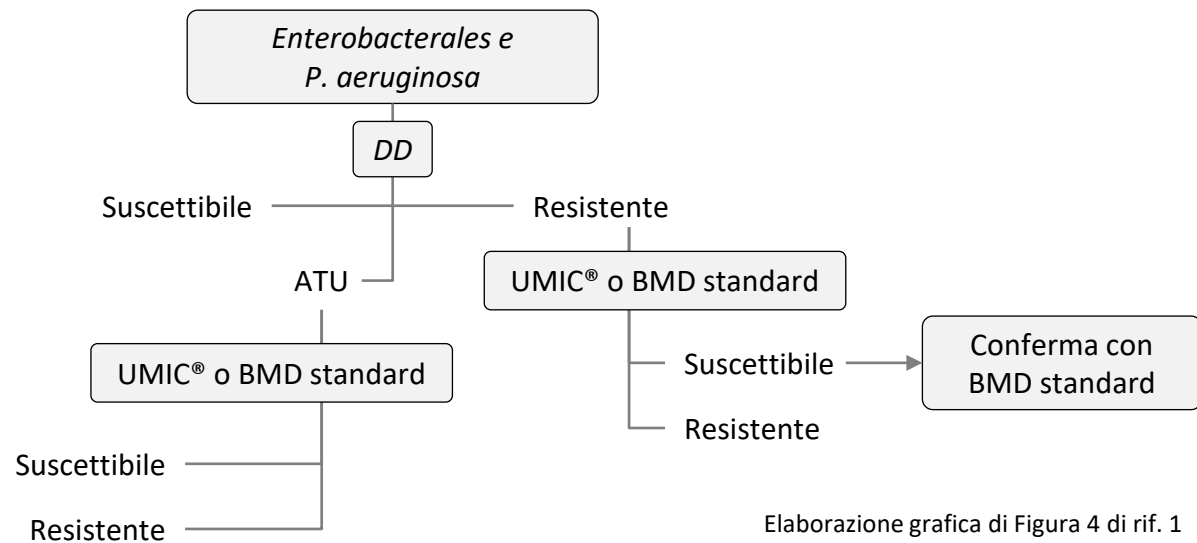 Enterobacterales e
P. aeruginosa
DD
Suscettibile
Resistente
ATU
UMIC® o BMD standard
UMIC® o BMD standard
Suscettibile
Conferma con
BMD standard
Resistente
Suscettibile
Resistente
Elaborazione grafica di Figura 4 di rif. 1